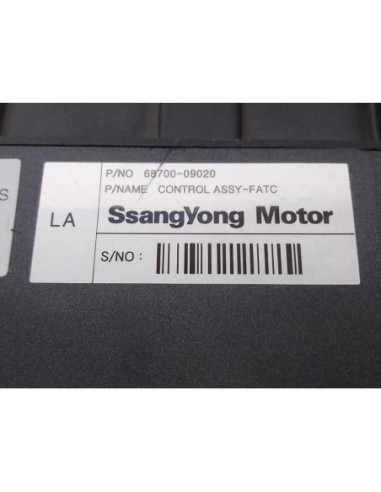 P/NO 68700-09020
P/NAME CONTROL ASSY-FATC
S
LA
SsangYong Motor
S/NO :